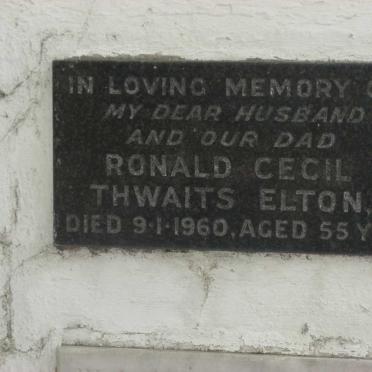 IN LOVING MEMORY O
MY DEAR HUSBAND
AND OUR DAD
RONALD CECIL
THWAITS ELTON,
DIED 9·1·1960, AGED 55 Y